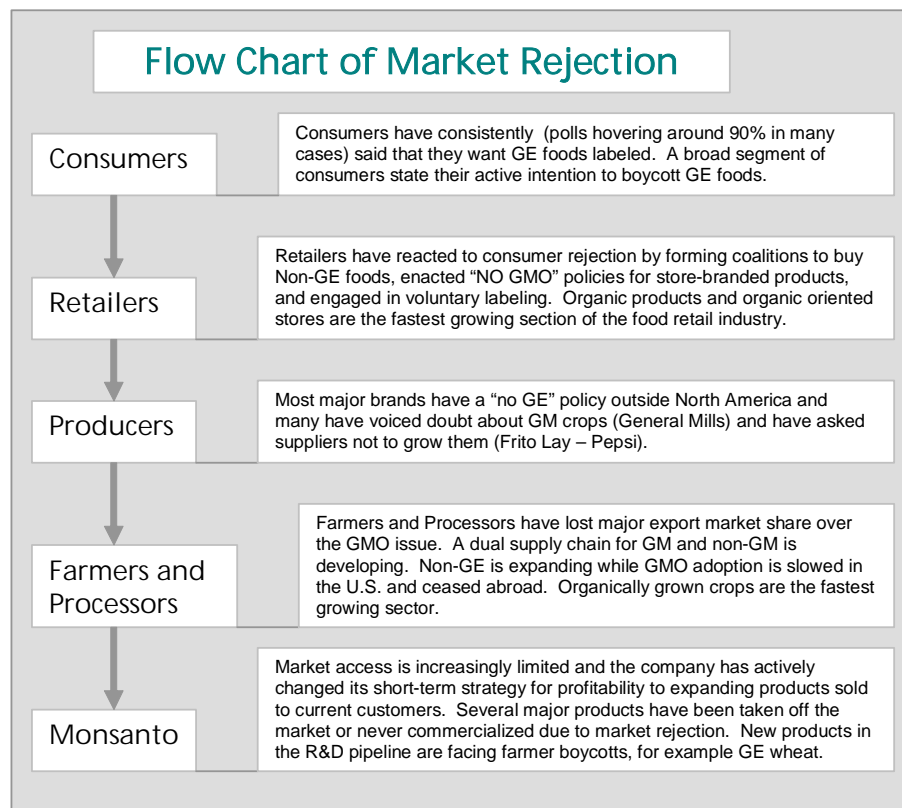 Flow Chart of Market Rejection
Consumers
Consumers have consistently (polls hovering around 90% in many
cases) said that they want GE foods labeled. A broad segment of
consumers state their active intention to boycott GE foods.
Retailers
Retailers have reacted to consumer rejection by forming coalitions to buy
Non-GE foods, enacted “NO GMO” policies for store-branded products,
and engaged in voluntary labeling. Organic products and organic oriented
stores are the fastest growing section of the food retail industry.
Producers
Most major brands have a “no GE” policy outside North America and
many have voiced doubt about GM crops (General Mills) and have asked
suppliers not to grow them (Frito Lay – Pepsi).
Farmers and
Processors
Farmers and Processors have lost major export market share over
the GMO issue. A dual supply chain for GM and non-GM is
developing. Non-GE is expanding while GMO adoption is slowed in
the U.S. and ceased abroad. Organically grown crops are the fastest
growing sector.
Monsanto
Market access is increasingly limited and the company has actively
changed its short-term strategy for profitability to expanding products sold
to current customers. Several major products have been taken off the
market or never commercialized due to market rejection. New products in
the R&D pipeline are facing farmer boycotts, for example GE wheat.